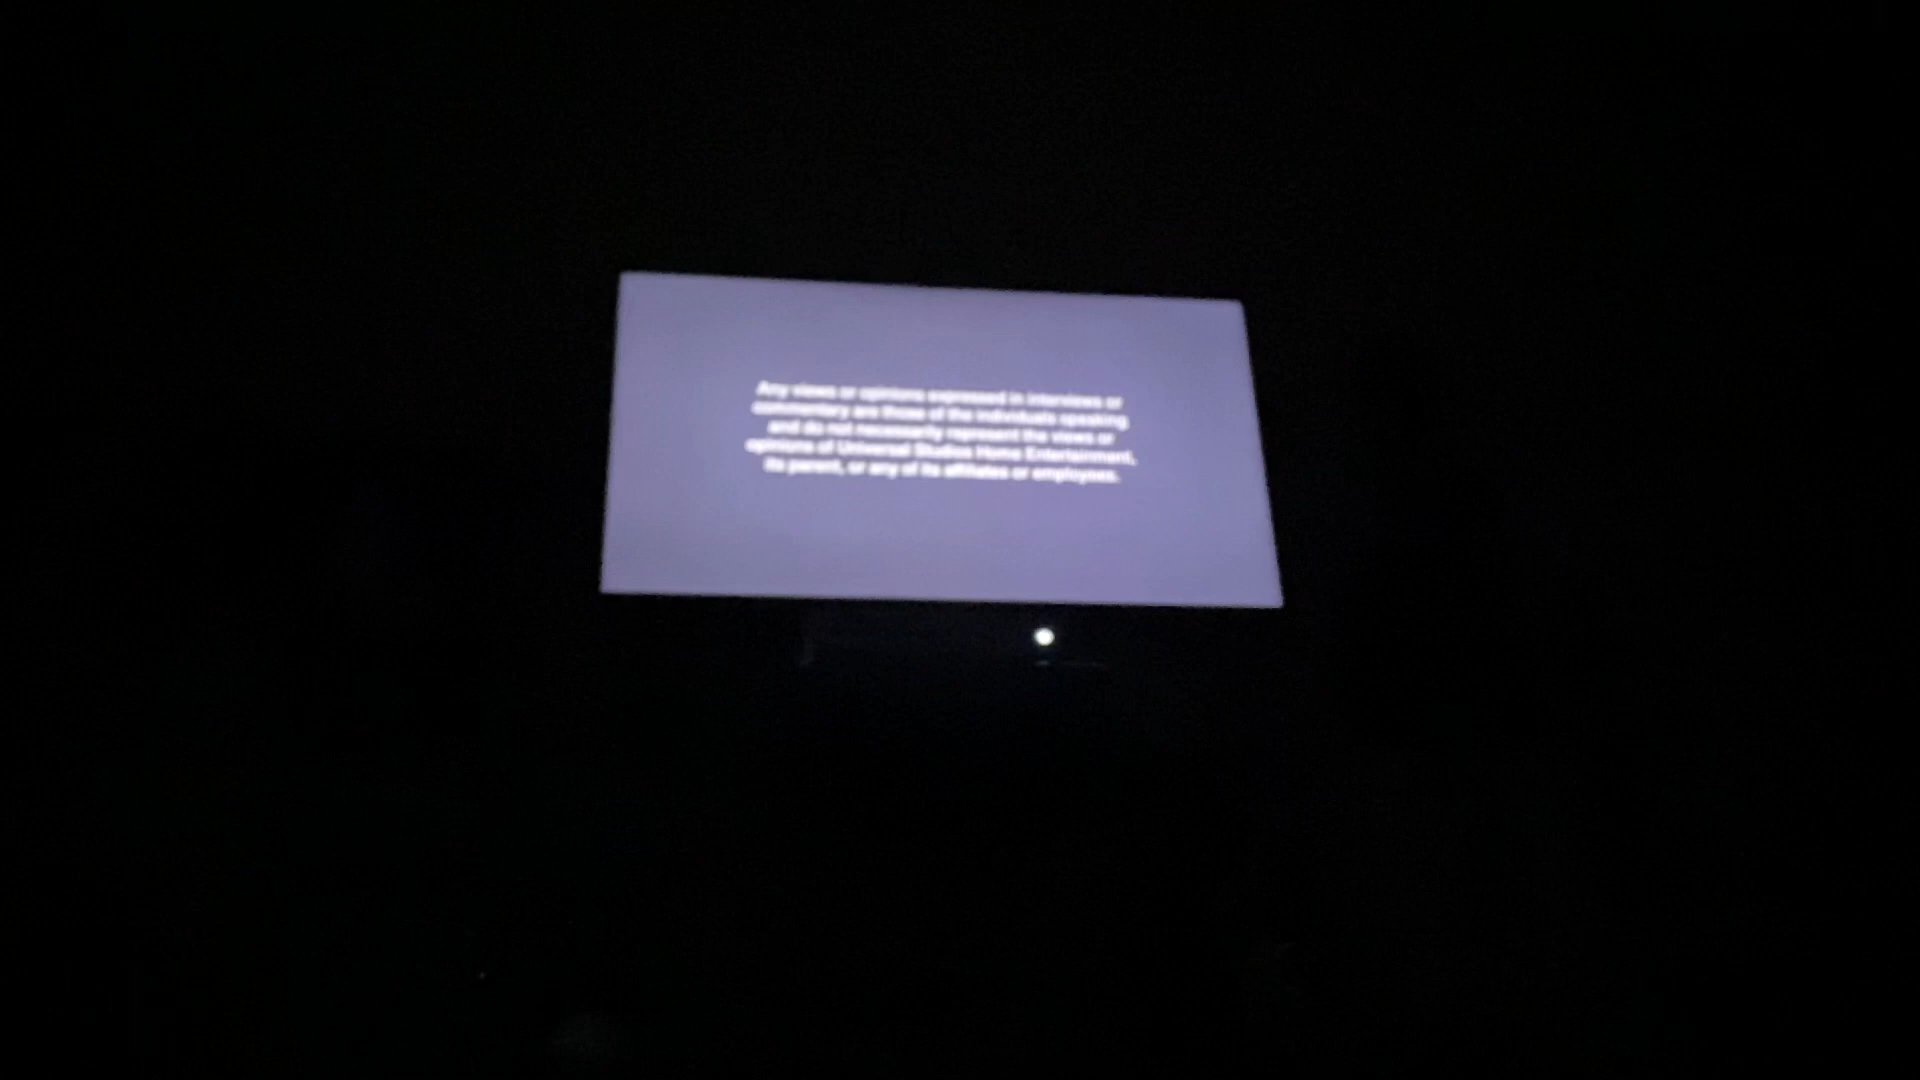 Any views or opinions expressed in interviews or
commentary are those of the individuals speaking
and do not necessarily represent the views or
opinions of Universal Studios Home Entertainment,
its parent, or any of its affiliates or employees.